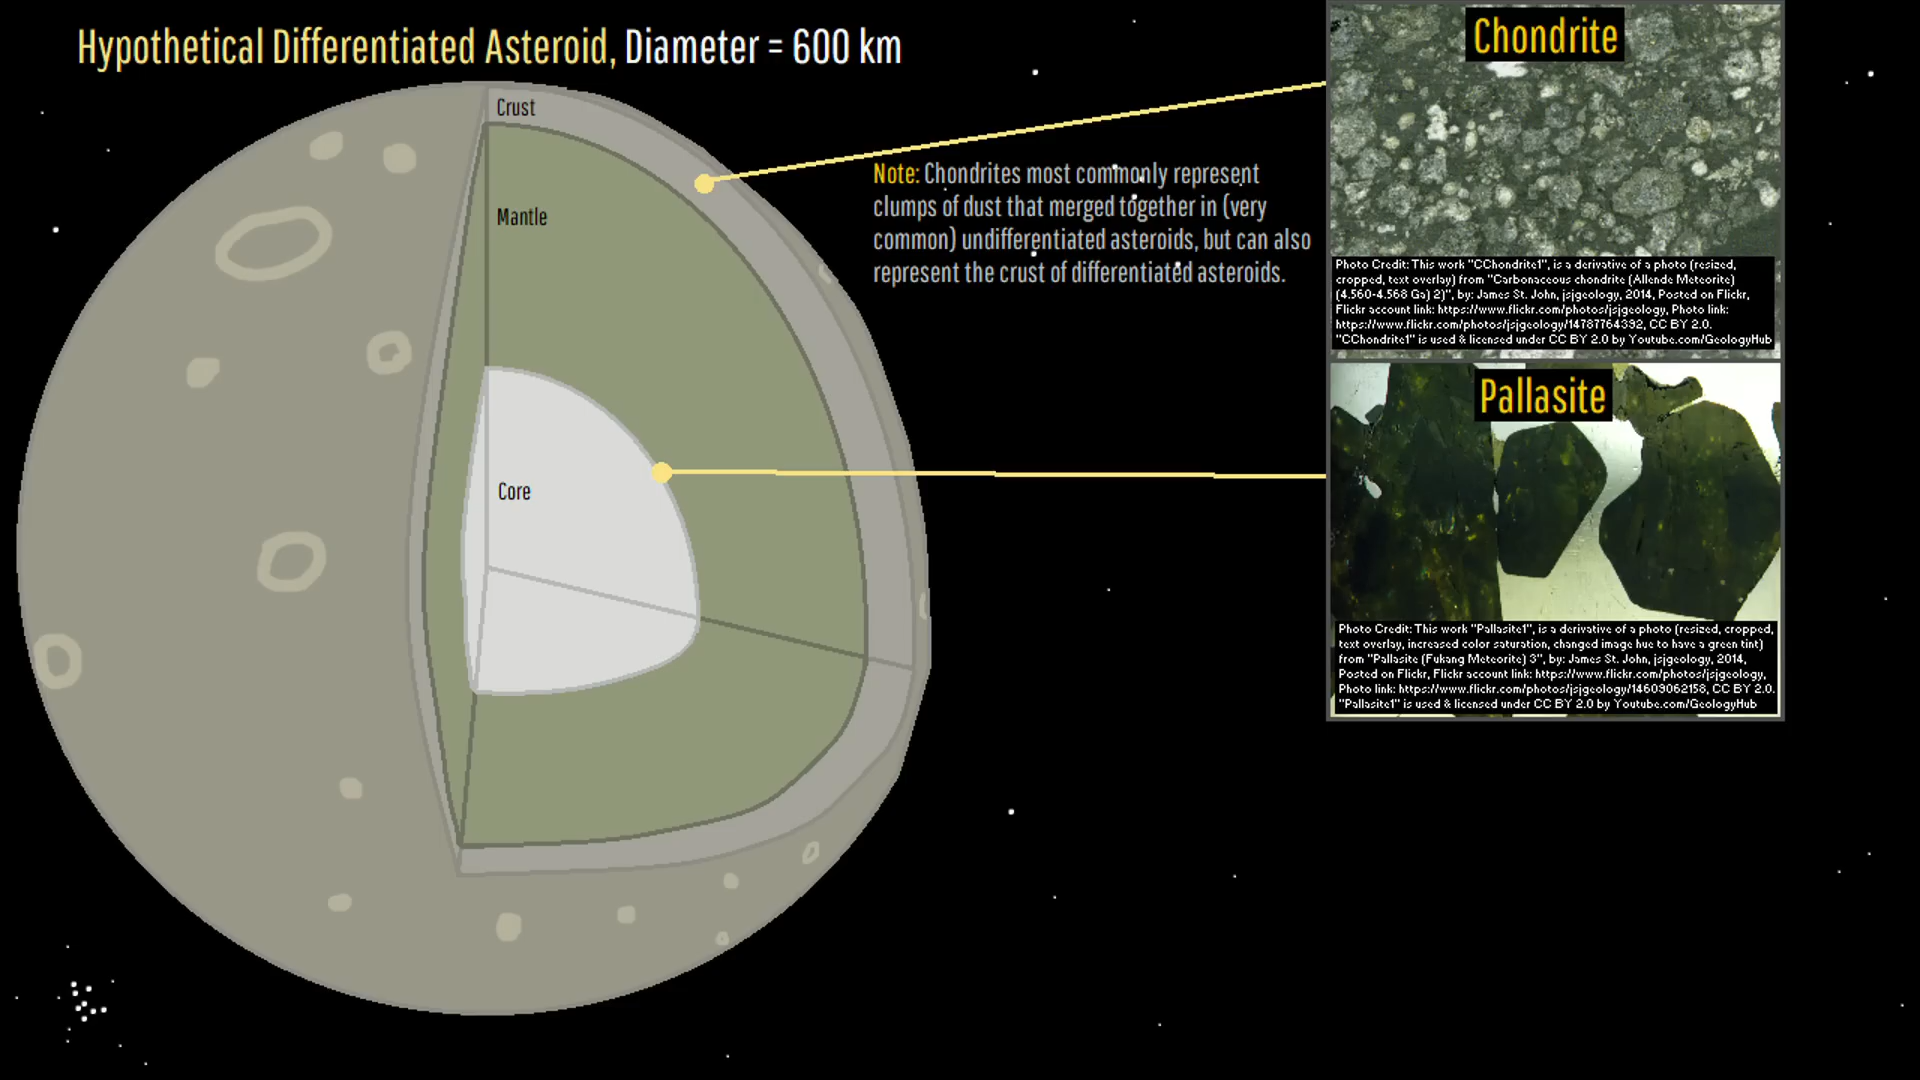 Hypothetical Differentiated Asteroid, Diameter = 600 km
Crust
Mantle
Core
Note: Chondrites most commonly represent
clumps of dust that merged together in (very
common) undifferentiated asteroids, but can also
represent the crust of differentiated asteroids.
Chondrite
Photo Credit: This work "CChondrite1", is a derivative of a photo (resized,
cropped, text overlay) from "Carbonaceous chondrite (Allende Meteorite)
(4.560-4.568 Ga) 2)", by: James St. John, jsjgeology, 2014, Posted on Flickr,
Flickr account link: https://www.flickr.com/photos/jsjgeology, Photo link:
https://www.flickr.com/photos/jsjgeology/14787764392, CC BY 2.0.
"CChondrite1" is used & licensed under CC BY 2.0 by Youtube.com/GeologyHub
Pallasite
Photo Credit: This work "Pallasite1", is a derivative of a photo (resized, cropped,
text overlay, increased color saturation, changed image hue to have a green tint)
from "Pallasite (Fukang Meteorite) 3", by: James St. John, jsjgeology, 2014,
Posted on Flickr, Flickr account link: https://www.flickr.com/photos/jsjgeology,
Photo link: https://www.flickr.com/photos/jsjgeology/14609062158, CC BY 2.0.
"Pallasite1" is used & licensed under CC BY 2.0 by Youtube.com/GeologyHub